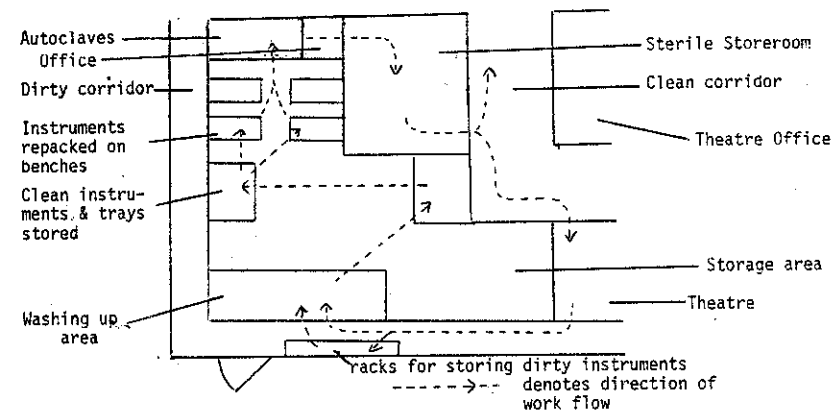 Autoclaves
Office
Dirty corridor
Instruments
repacked on
benches
Clean instru-
ments & trays
stored
Washing up
area
Sterile Storeroom
Clean corridor
Theatre Office
Storage area
Theatre
racks for storing dirty instruments
denotes direction of
work flow